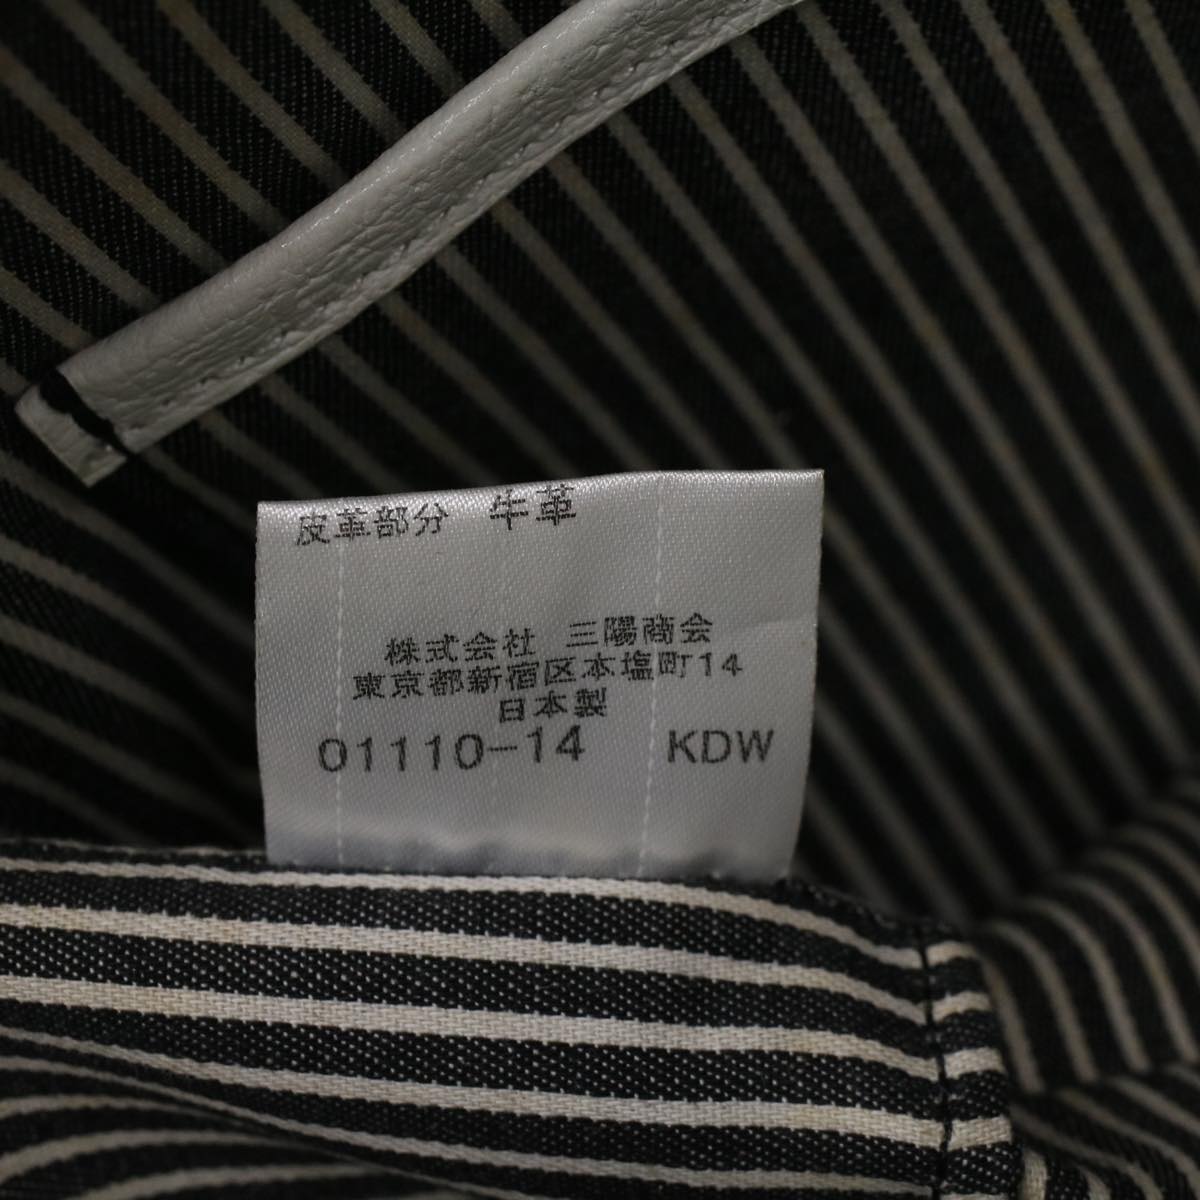 皮革部分　牛革
株式会社　三陽商会
東京都新宿区本塩町14
日本製
01110-14　KDW